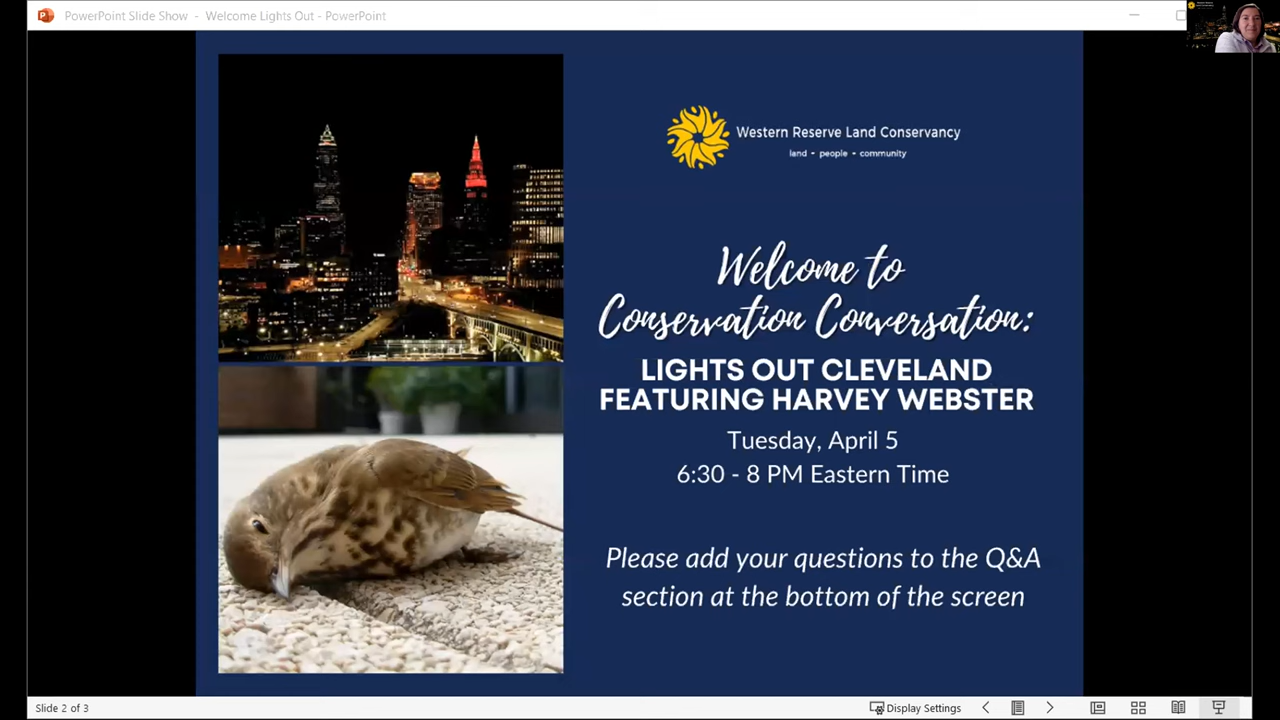 PowerPoint Slide Show - Welcome Lights Out - PowerPoint
Western Reserve Land Conservancy
land - people - community
Welcome to
Conservation Conversation:
LIGHTS OUT CLEVELAND
FEATURING HARVEY WEBSTER
Tuesday, April 5
6:30 - 8 PM Eastern Time
Please add your questions to the Q&A
section at the bottom of the screen
Slide 2 of 3
Display Settings